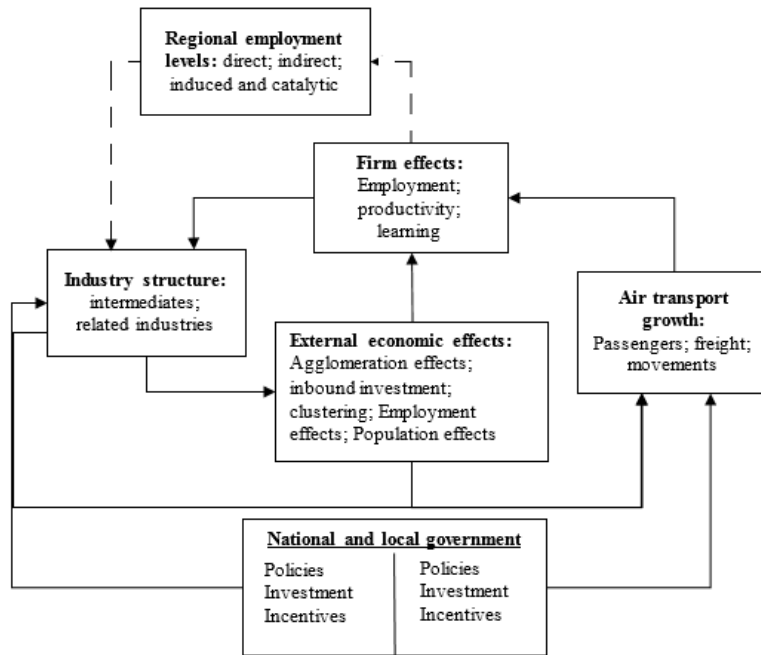 Regional employment
levels: direct; indirect;
induced and catalytic
Firm effects:
Employment;
productivity;
learning
Industry structure:
intermediates;
related industries
External economic effects:
Agglomeration effects;
inbound investment;
clustering; Employment
effects; Population effects
Air transport
growth:
Passengers; freight;
movements
National and local government
Policies
Investment
Incentives
Policies
Investment
Incentives